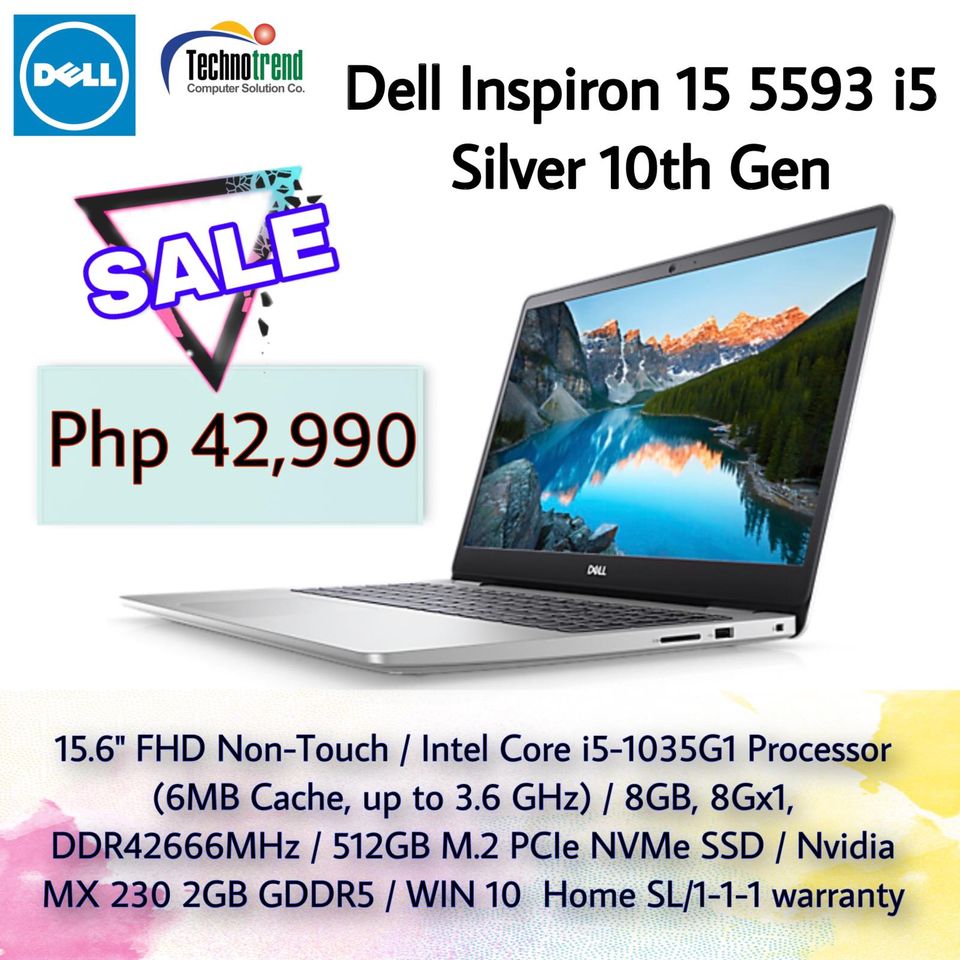 DELL
Technotrend
Computer Solution Co.
Dell Inspiron 15 5593 i5
Silver 10th Gen
SALE
Php 42,990
DELL
15.6" FHD Non-Touch / Intel Core i5-1035G1 Processor
(6MB Cache, up to 3.6 GHz) / 8GB, 8Gx1,
DDR42666MHz / 512GB M.2 PCIe NVMe SSD / Nvidia
MX 230 2GB GDDR5 / WIN 10 Home SL/1-1-1 warranty